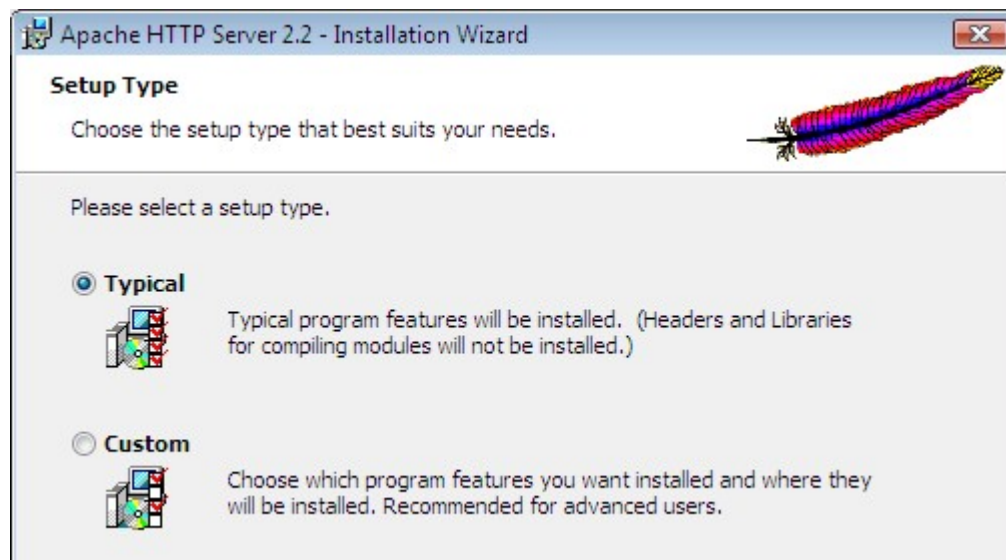 Apache HTTP Server 2.2 - Installation Wizard
Setup Type
Choose the setup type that best suits your needs.
Please select a setup type.
Typical
Typical program features will be installed.  (Headers and Libraries
for compiling modules will not be installed.)
Custom
Choose which program features you want installed and where they
will be installed. Recommended for advanced users.